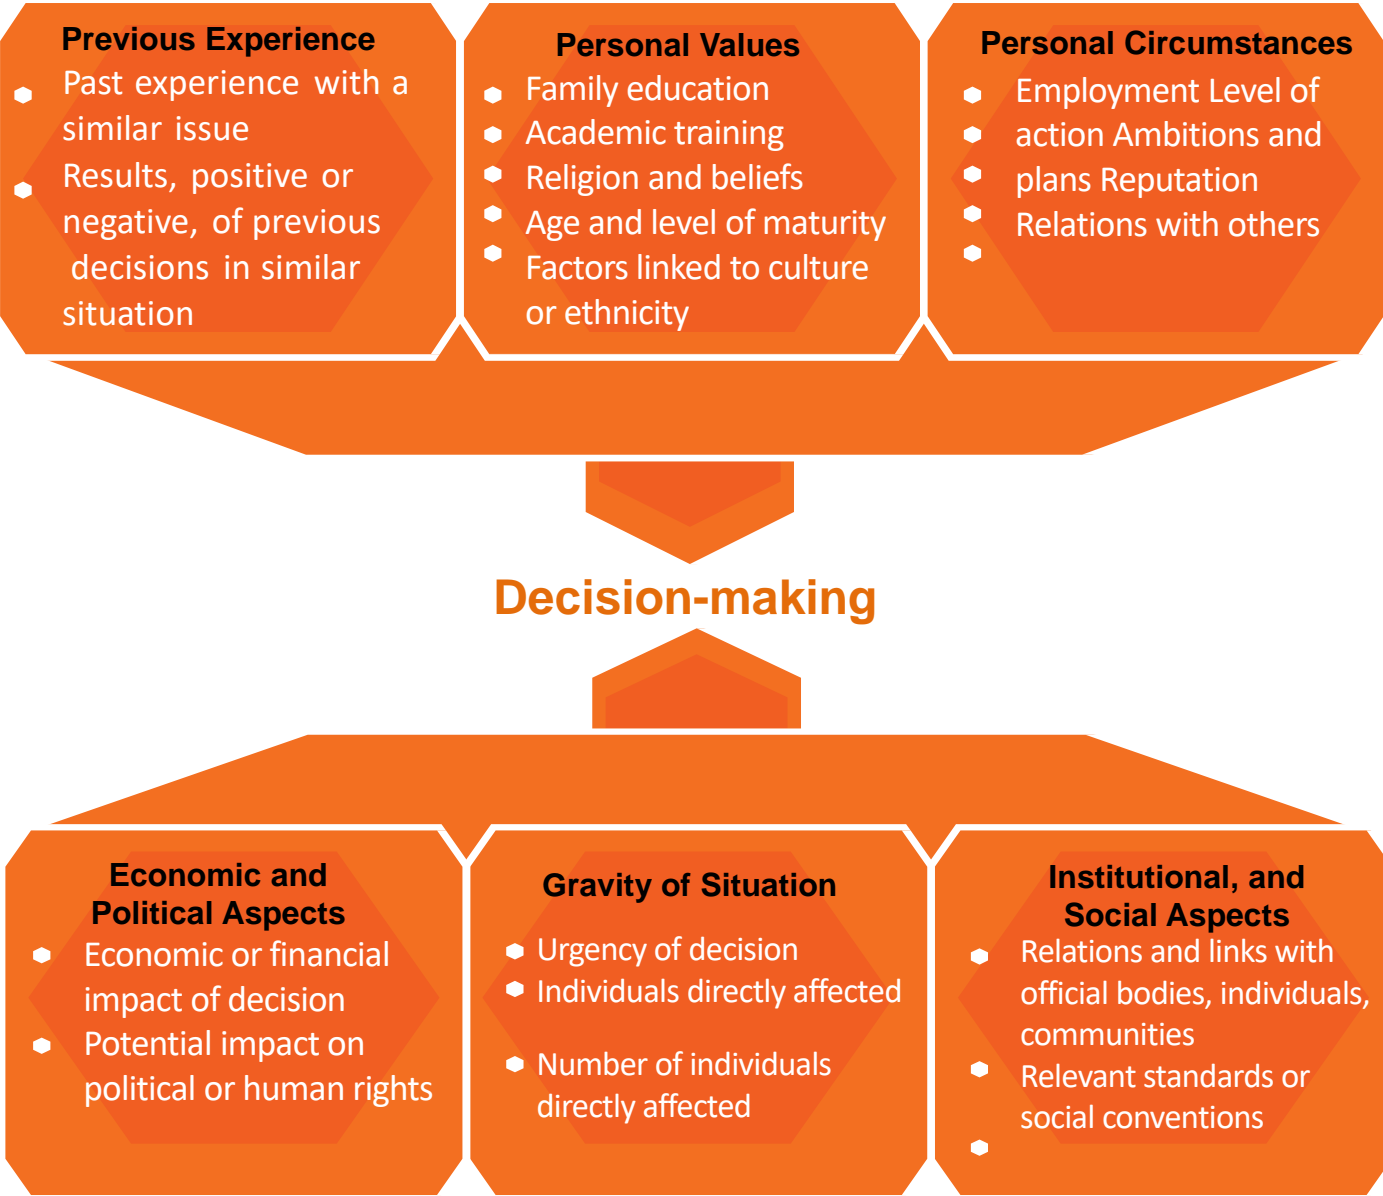 Previous Experience
Past experience with a
similar issue
Results, positive or
negative, of previous
decisions in similar
situation
Personal Values
Family education
Academic training
Religion and beliefs
Age and level of maturity
Factors linked to culture
or ethnicity
Personal Circumstances
Employment Level of
action Ambitions and
plans Reputation
Relations with others
Decision-making
Economic and
Political Aspects
Economic or financial
impact of decision
Potential impact on
political or human rights
Gravity of Situation
Urgency of decision
Individuals directly affected
Number of individuals
directly affected
Institutional, and
Social Aspects
Relations and links with
official bodies, individuals,
communities
Relevant standards or
social conventions